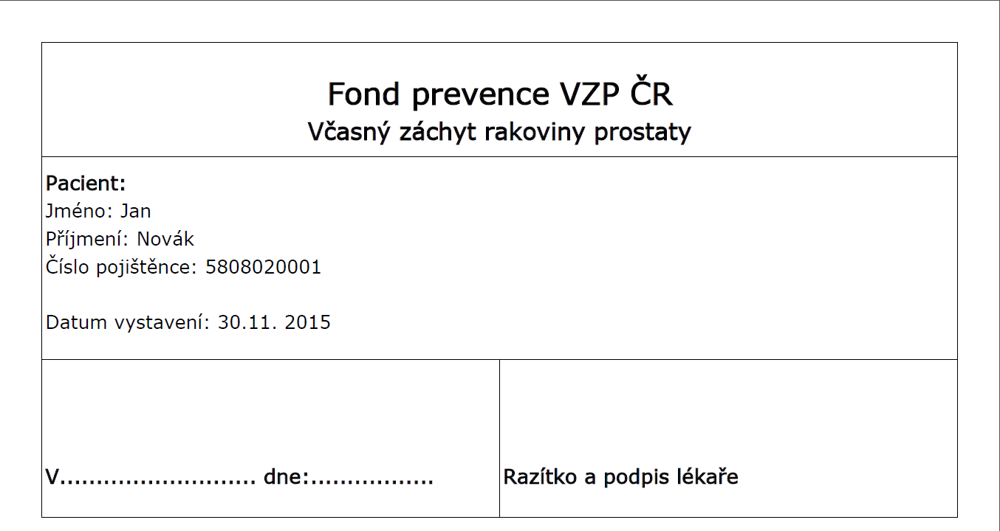 Fond prevence VZP ČR
Včasný záchyt rakoviny prostaty
Pacient:
Jméno: Jan
Příjmení: Novák
Číslo pojištěnce: 5808020001
Datum vystavení: 30.11. 2015
V........................... dne:.................
Razítko a podpis lékaře